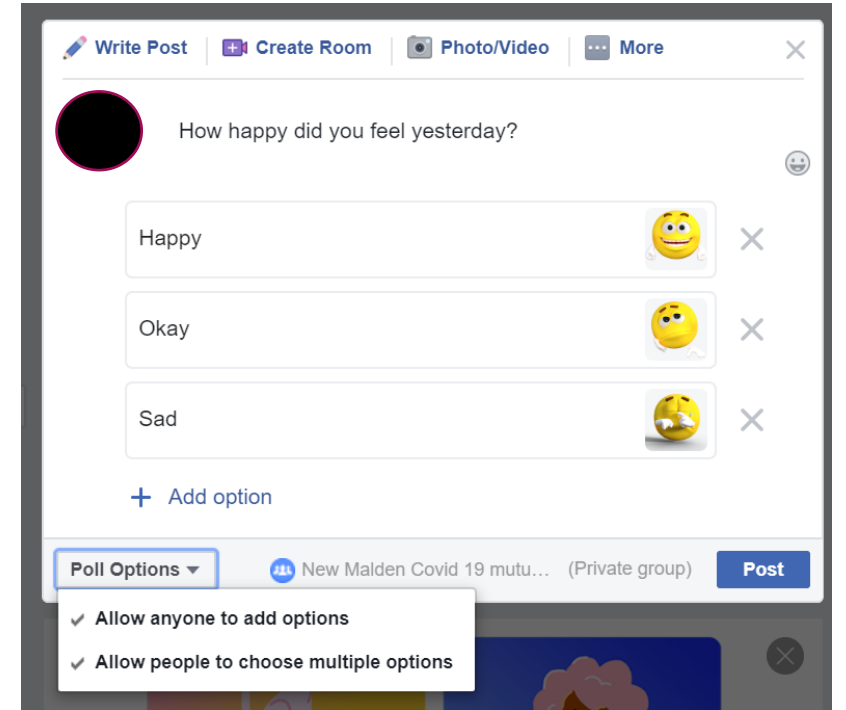 Write Post Create Room Photo/Video More
How happy did you feel yesterday?
Happy
Okay
Sad
+ Add option
Poll Options New Malden Covid 19 mutu... (Private group) Post
Allow anyone to add options
Allow people to choose multiple options